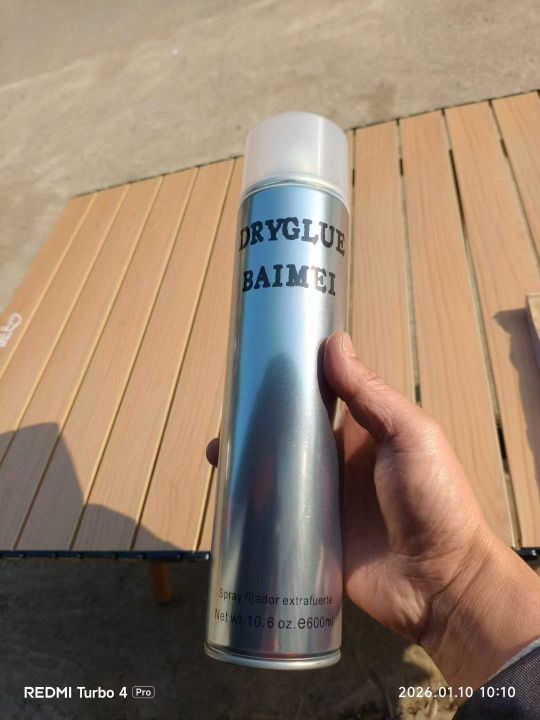 DRYGLUE
BAIMEI
Spray fijador extrafuerte
Net wt. 10.6 oz.e600ml
REDMI Turbo 4 Pro
2026.01.10 10:10